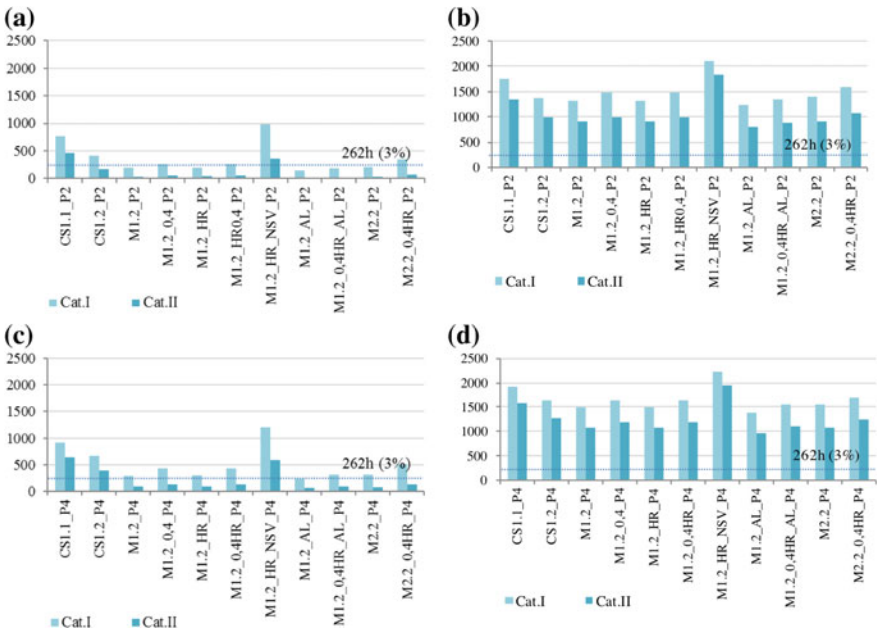 (a)
2500
2000
1500
1000
500
0
262h (3%)
CS1.1_P2
CS1.2_P2
M1.2_P2
M1.2_0,4_P2
M1.2_HR_P2
M1.2_HR0,4_P2
M1.2_HR_NSV_P2
M1.2_AL_P2
M1.2_0,4HR_AL_P2
M2.2_P2
M2.2_0,4HR_P2
Cat.I Cat.II
(b)
2500
2000
1500
1000
500
0
262h (3%)
CS1.1_P2
CS1.2_P2
M1.2_P2
M1.2_0,4_P2
M1.2_HR_P2
M1.2_0,4HR_P2
M1.2_HR_NSV_P2
M1.2_AL_P2
M1.2_0,4HR_AL_P2
M2.2_P2
M2.2_0,4HR_P2
Cat.I Cat.II
(c)
2500
2000
1500
1000
500
0
262h (3%)
CS1.1_P4
CS1.2_P4
M1.2_P4
M1.2_0,4_P4
M1.2_HR_P4
M1.2_0,4HR_P4
M1.2_HR_NSV_P4
M1.2_AL_P4
M1.2_0,4HR_AL_P4
M2.2_P4
M2.2_0,4HR_P4
Cat.I Cat.II
(d)
2500
2000
1500
1000
500
0
262h (3%)
CS1.1_P4
CS1.2_P4
M1.2_P4
M1.2_0.4_P4
M1.2_HR_P4
M1.2_0,4HR_P4
M1.2_HR_NSV_P4
M1.2_AL_P4
M1.2_0,4HR_AL_P4
M2.2_P4
M2.2_0,4HR_P4
Cat.I Cat.II